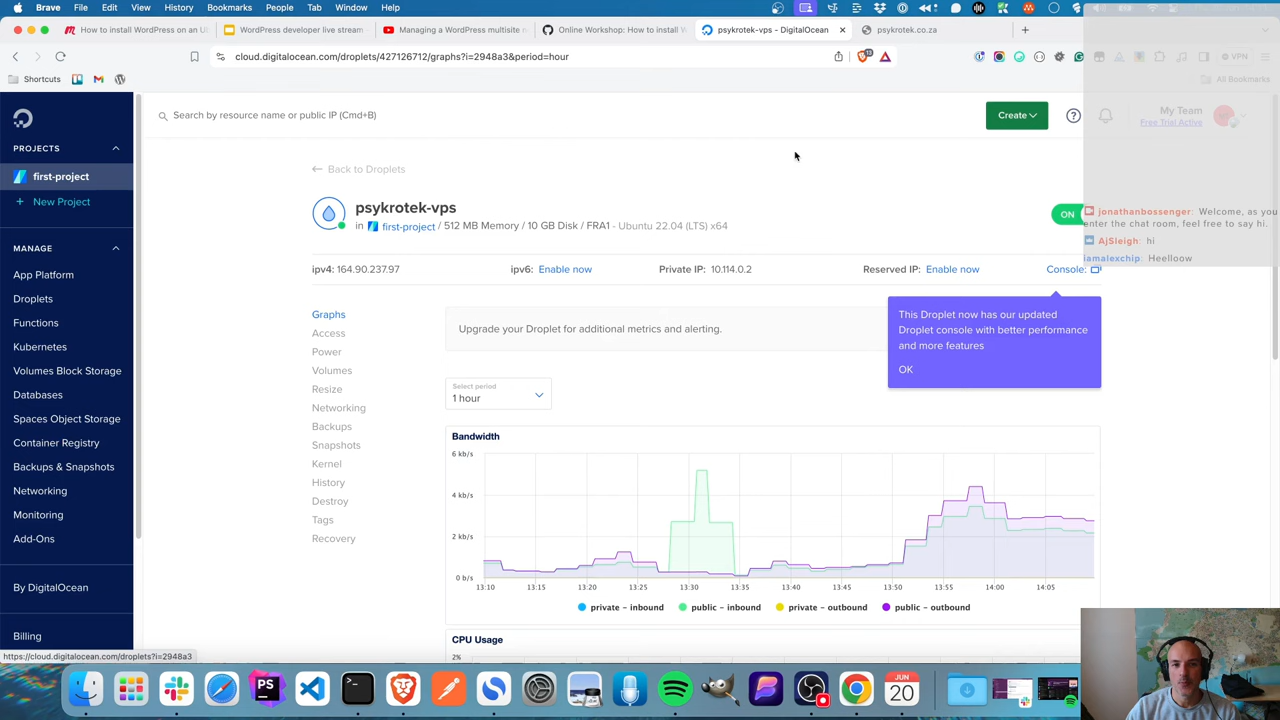 Brave Browser File Edit View History Bookmarks Profiles Tab Window Help
How to install WordPress on an U
WordPress developer live stream
Managing a WordPress multisite n
Online Workshop: How to install W
psykrotek-vps - DigitalOcean
psykrotek.co.za
cloud.digitalocean.com/droplets/427126712/graphs?i=2948a3&period=hour
VPN
Shortcuts
All Bookmarks
Search by resource name or public IP (Cmd+B)
Create
My Team
Free Trial Active
PROJECTS
first-project
+ New Project
MANAGE
App Platform
Droplets
Functions
Kubernetes
Volumes Block Storage
Databases
Spaces Object Storage
Container Registry
Backups & Snapshots
Networking
Monitoring
Add-Ons
By DigitalOcean
Billing
https://cloud.digitalocean.com/droplets?i=2948a3
← Back to Droplets
psykrotek-vps
in first-project / 512 MB Memory / 10 GB Disk / FRA1 - Ubuntu 22.04 (LTS) x64
ON
ipv4: 164.90.237.97
ipv6: Enable now
Private IP: 10.114.0.2
Reserved IP: Enable now
Console:
jonathanbossenger: Welcome, as you
enter the chat room, feel free to say hi.
AjSleigh: hi
iamalexchip: Heelloow
This Droplet now has our updated
Droplet console with better performance
and more features
OK
Graphs
Access
Power
Volumes
Resize
Networking
Backups
Snapshots
Kernel
History
Destroy
Tags
Recovery
Upgrade your Droplet for additional metrics and alerting.
Select period
1 hour
Bandwidth
6 kb/s
4 kb/s
2 kb/s
0 b/s
13:10 13:15 13:20 13:25 13:30 13:35 13:40 13:45 13:50 13:55 14:00 14:05
private – inbound public – inbound private – outbound public – outbound
CPU Usage
2%
PS
JUN
20